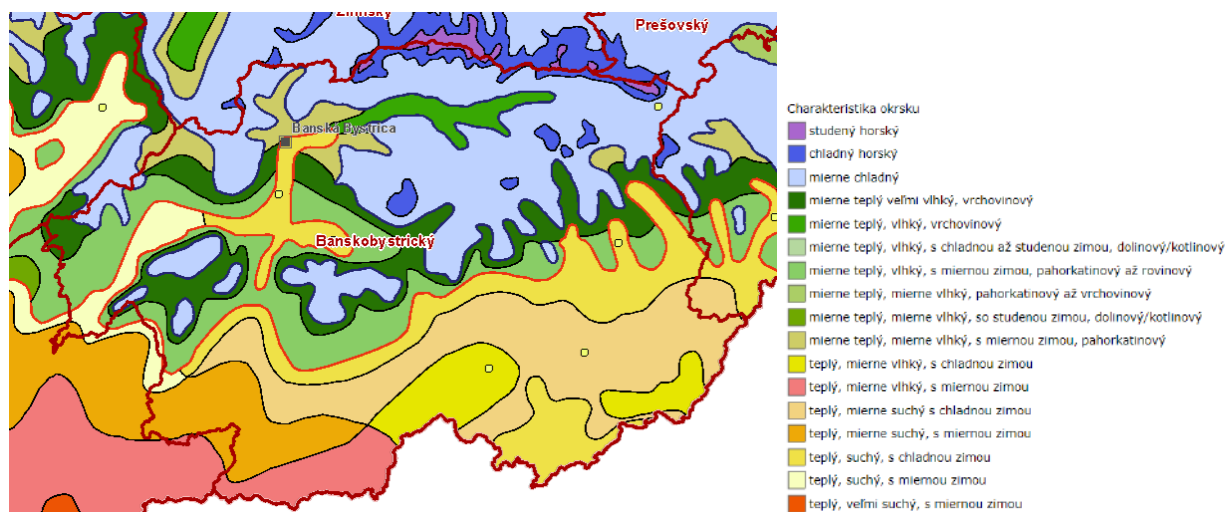 Žilinský
Prešovský
Banská Bystrica
Banskobystrický
Charakteristika okrsku
studený horský
chladný horský
mierne chladný
mierne teplý veľmi vlhký, vrchovinový
mierne teplý, vlhký, vrchovinový
mierne teplý, vlhký, s chladnou až studenou zimou, dolinový/kotlinový
mierne teplý, vlhký, s miernou zimou, pahorkatinový až rovinový
mierne teplý, mierne vlhký, pahorkatinový až vrchovinový
mierne teplý, mierne vlhký, so studenou zimou, dolinový/kotlinový
mierne teplý, mierne vlhký, s miernou zimou, pahorkatinový
teplý, mierne vlhký, s chladnou zimou
teplý, mierne vlhký, s miernou zimou
teplý, mierne suchý s chladnou zimou
teplý, mierne suchý, s miernou zimou
teplý, suchý, s chladnou zimou
teplý, suchý, s miernou zimou
teplý, veľmi suchý, s miernou zimou